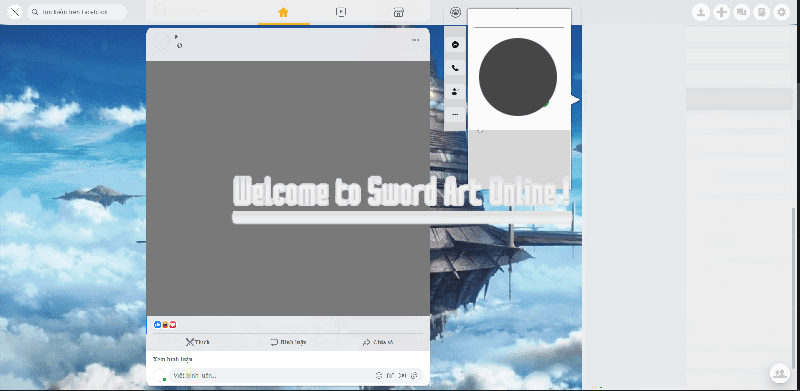 Tìm kiếm trên Facebook
Welcome to Sword Art Online !
Thích
Bình luận
Chia sẻ
Xem bình luận
Viết bình luận...